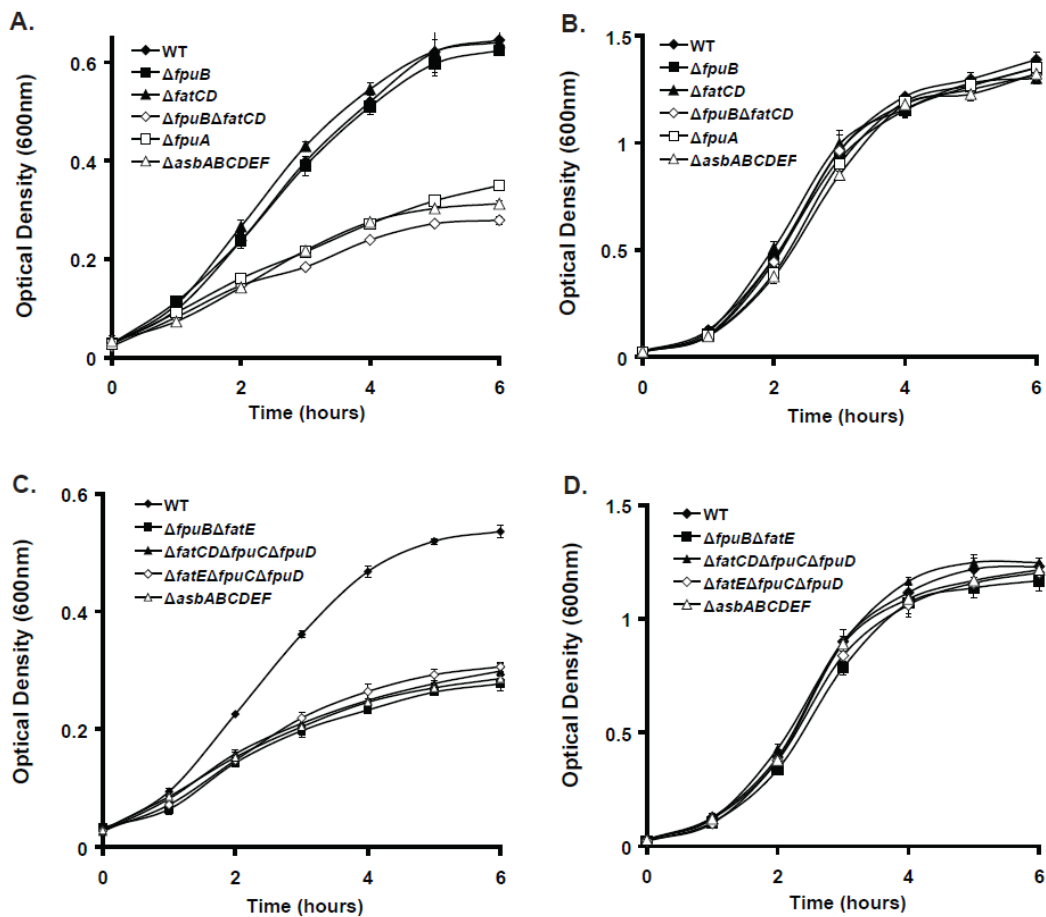 A.
Optical Density (600nm)
0.6
0.4
0.2
0
WT
ΔfpuB
ΔfatCD
ΔfpuBΔfatCD
ΔfpuA
ΔasbABCDEF
0 2 4 6
Time (hours)
B.
Optical Density (600nm)
1.5
1
0.5
0
WT
ΔfpuB
ΔfatCD
ΔfpuBΔfatCD
ΔfpuA
ΔasbABCDEF
0 2 4 6
Time (hours)
C.
Optical Density (600nm)
0.6
0.4
0.2
0
WT
ΔfpuBΔfatE
ΔfatCDΔfpuCΔfpuD
ΔfatEΔfpuCΔfpuD
ΔasbABCDEF
0 2 4 6
Time (hours)
D.
Optical Density (600nm)
1.5
1
0.5
0
WT
ΔfpuBΔfatE
ΔfatCDΔfpuCΔfpuD
ΔfatEΔfpuCΔfpuD
ΔasbABCDEF
0 2 4 6
Time (hours)